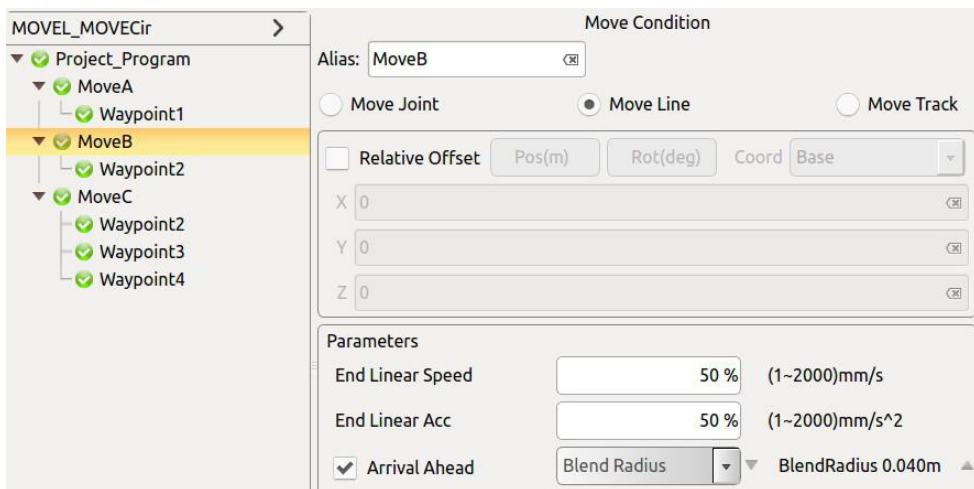 MOVEL_MOVECir
Project_Program
MoveA
Waypoint1
MoveB
Waypoint2
MoveC
Waypoint2
Waypoint3
Waypoint4
Move Condition
Alias: MoveB
Move Joint Move Line Move Track
Relative Offset Pos(m) Rot(deg) Coord Base
X 0
Y 0
Z 0
Parameters
End Linear Speed 50 % (1~2000)mm/s
End Linear Acc 50 % (1~2000)mm/s^2
Arrival Ahead Blend Radius BlendRadius 0.040m